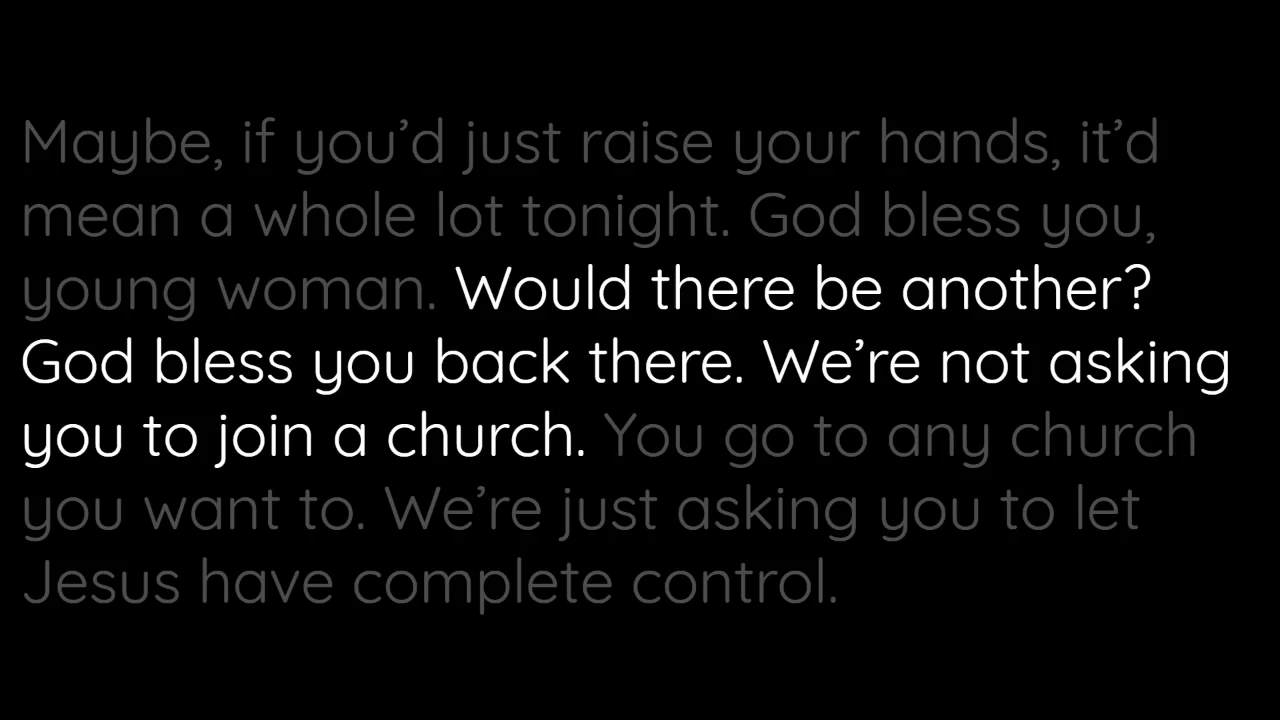 Maybe, if you’d just raise your hands, it’d
mean a whole lot tonight. God bless you,
young woman. Would there be another?
God bless you back there. We’re not asking
you to join a church. You go to any church
you want to. We’re just asking you to let
Jesus have complete control.